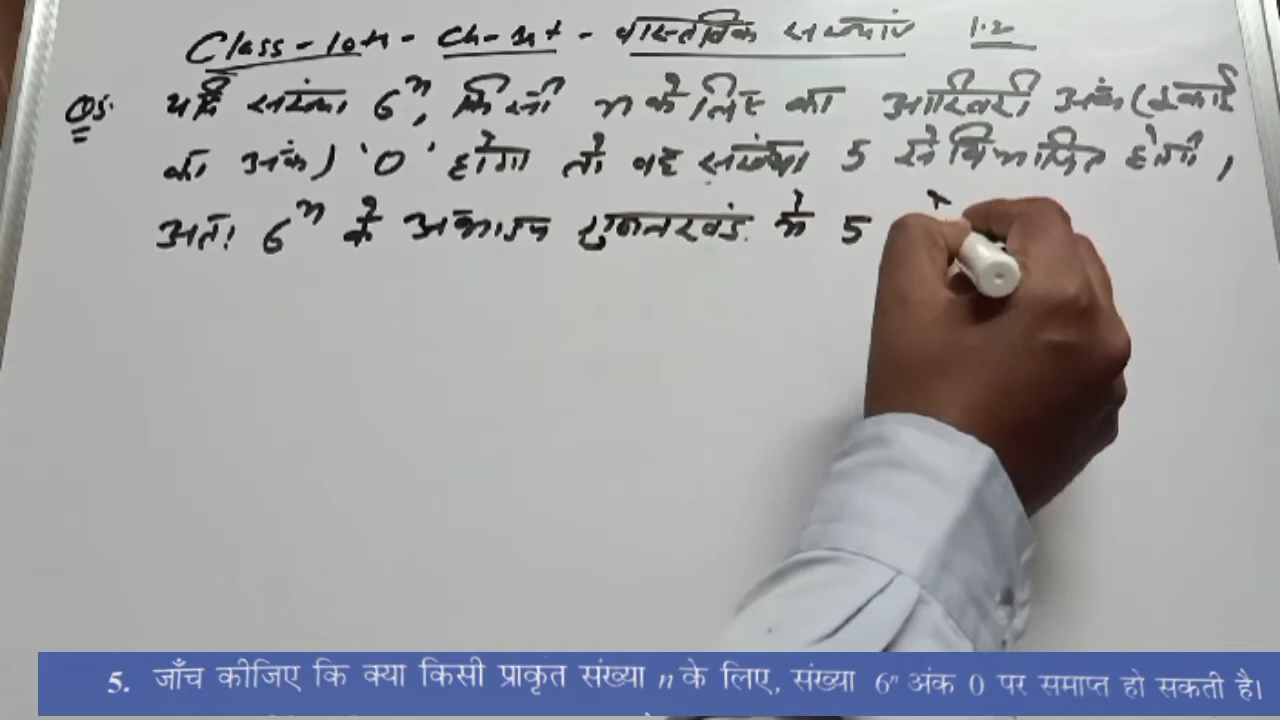 Class-10th - Ch-1st - वास्तविक संख्याएं 1.2
Q5. यदि संख्या 6ⁿ, किसी n के लिए का आखिरी अंक (इकाई
का अंक) '0' होगा तो वह संख्या 5 से विभाजित होगी,
अतः 6ⁿ के अभाज्य गुणनखंड में 5
5. जाँच कीजिए कि क्या किसी प्राकृत संख्या n के लिए, संख्या 6ⁿ अंक 0 पर समाप्त हो सकती है।